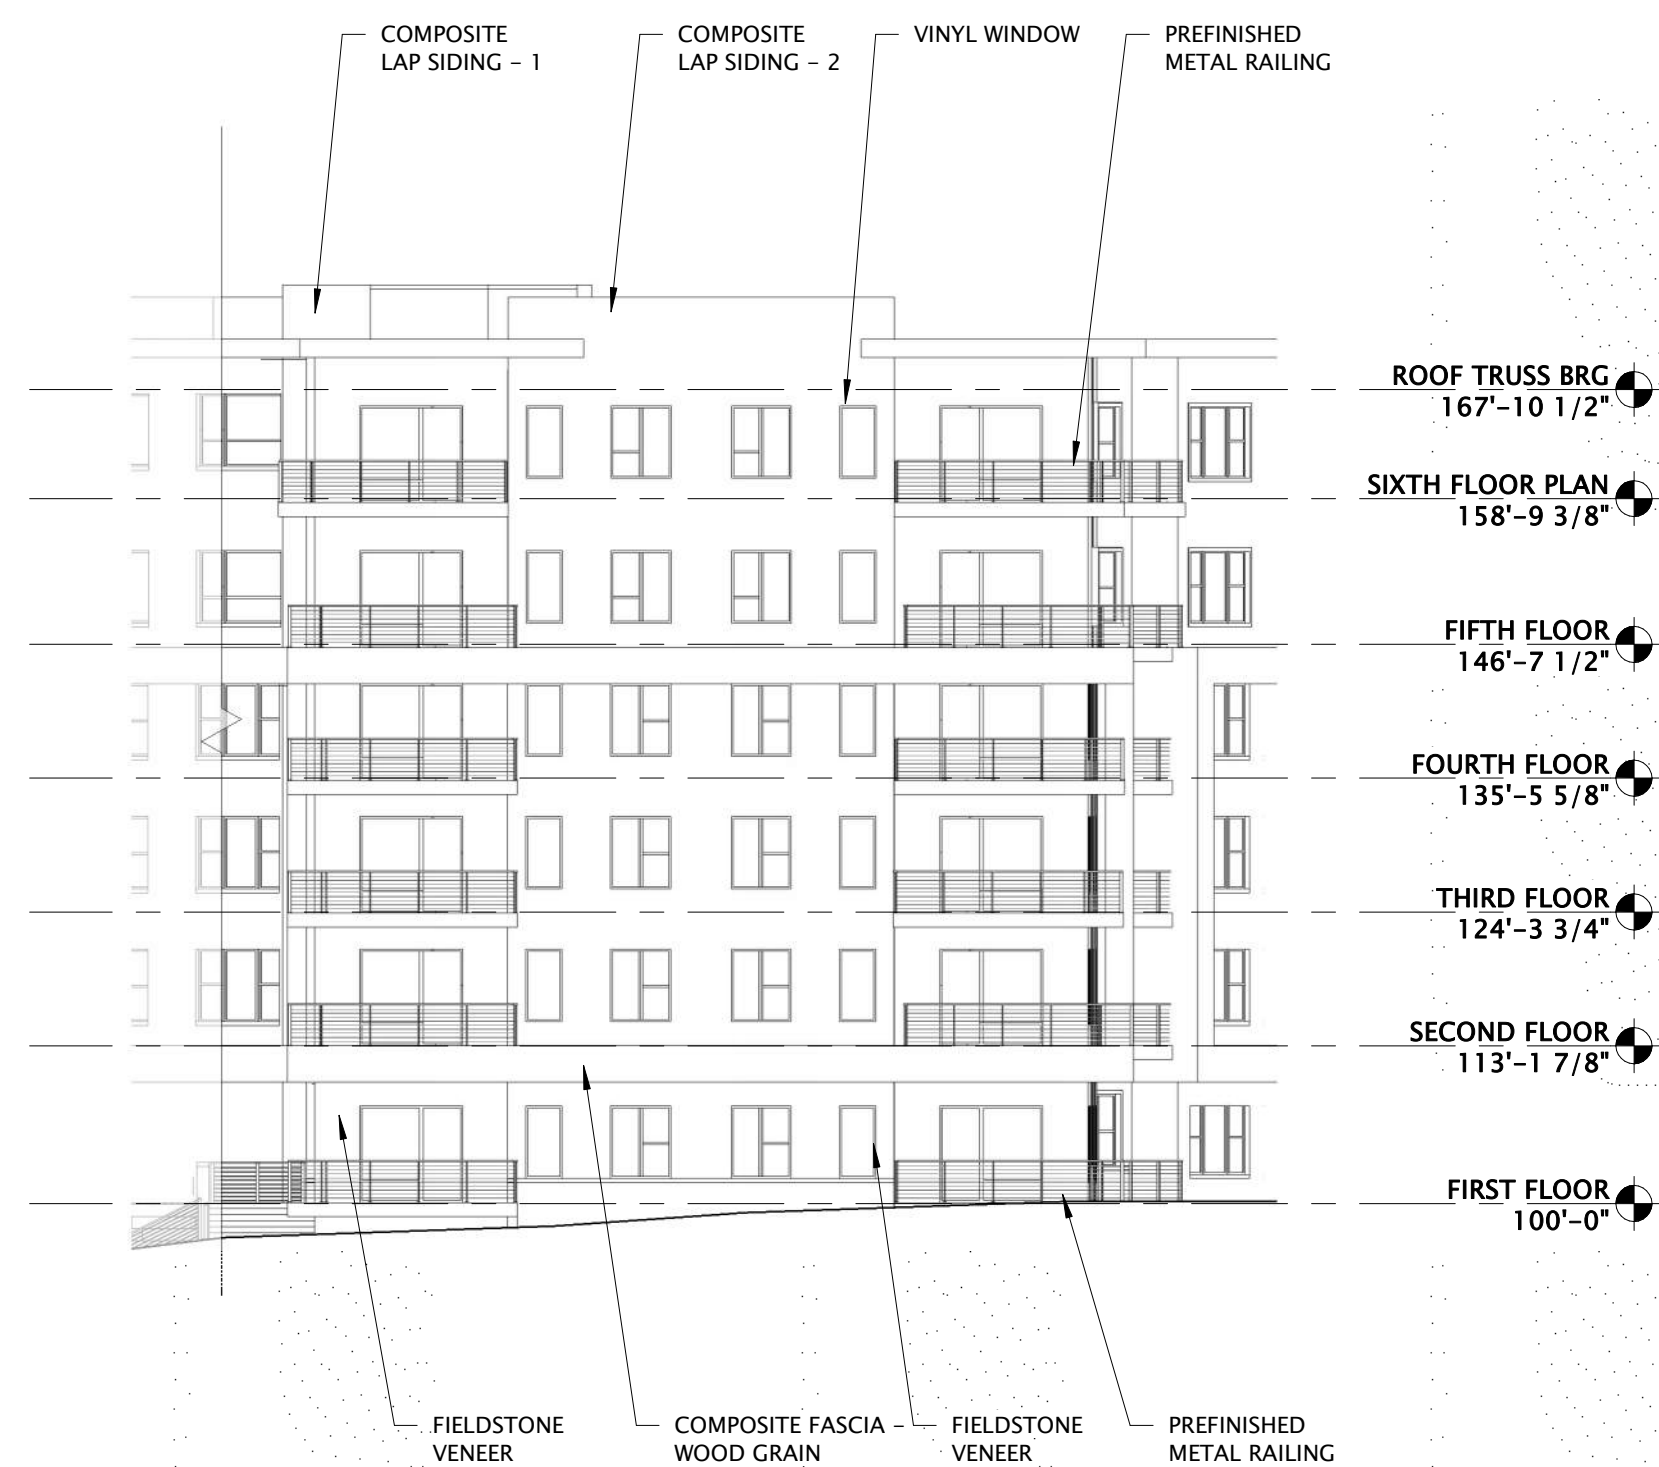 COMPOSITE
LAP SIDING – 1
COMPOSITE
LAP SIDING – 2
VINYL WINDOW
PREFINISHED
METAL RAILING
ROOF TRUSS BRG
167'–10 1/2"
SIXTH FLOOR PLAN
158'–9 3/8"
FIFTH FLOOR
146'–7 1/2"
FOURTH FLOOR
135'–5 5/8"
THIRD FLOOR
124'–3 3/4"
SECOND FLOOR
113'–1 7/8"
FIRST FLOOR
100'–0"
FIELDSTONE
VENEER
COMPOSITE FASCIA –
WOOD GRAIN
FIELDSTONE
VENEER
PREFINISHED
METAL RAILING